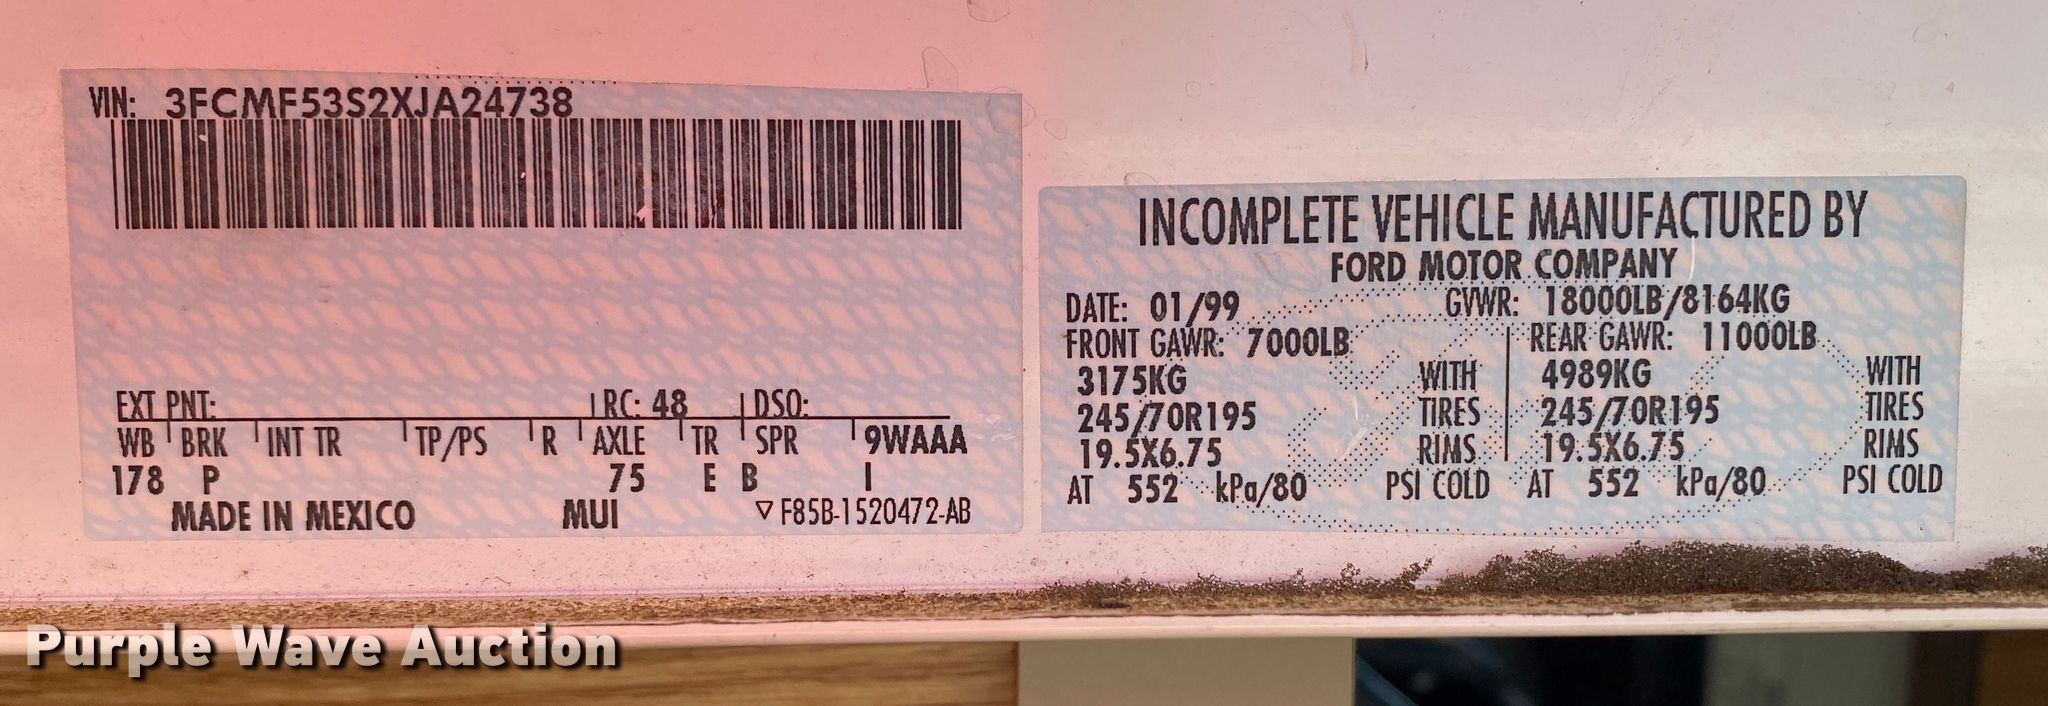 VIN: 3FCMF53S2XJA24738
EXT PNT: RC: 48 DSO:
WB BRK INT TR TP/PS R AXLE TR SPR 9WAAA
178 P 75 E B I
MADE IN MEXICO MUI ▽ F85B-1520472-AB
INCOMPLETE VEHICLE MANUFACTURED BY
FORD MOTOR COMPANY
DATE: 01/99 GVWR: 18000LB/8164KG
FRONT GAWR: 7000LB REAR GAWR: 11000LB
3175KG WITH 4989KG WITH
245/70R195 TIRES 245/70R195 TIRES
19.5X6.75 RIMS 19.5X6.75 RIMS
AT 552 kPa/80 PSI COLD AT 552 kPa/80 PSI COLD
Purple Wave Auction